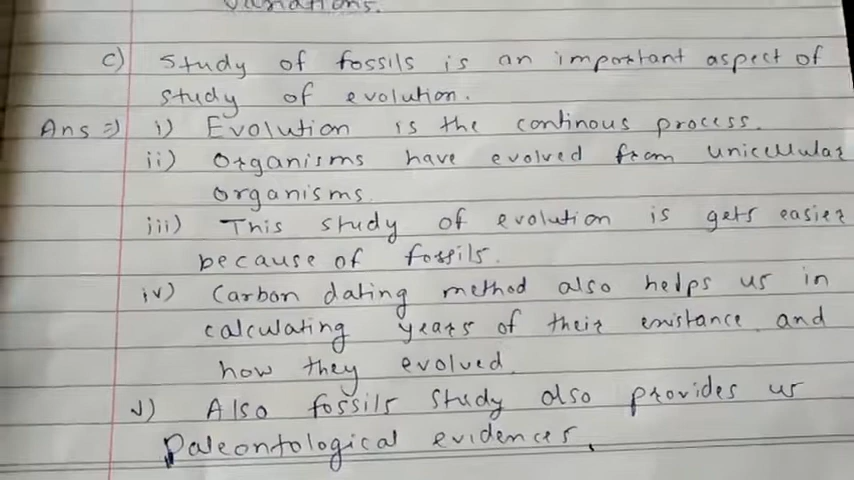 variations.
c) Study of fossils is an important aspect of
study of evolution.
Ans => i) Evolution is the continous process.
ii) Organisms have evolved from unicellular
organisms.
iii) This study of evolution is gets easier
because of fossils.
iv) Carbon dating method also helps us in
calculating years of their existance and
how they evolved.
v) Also fossils study also provides us
Paleontological evidences.